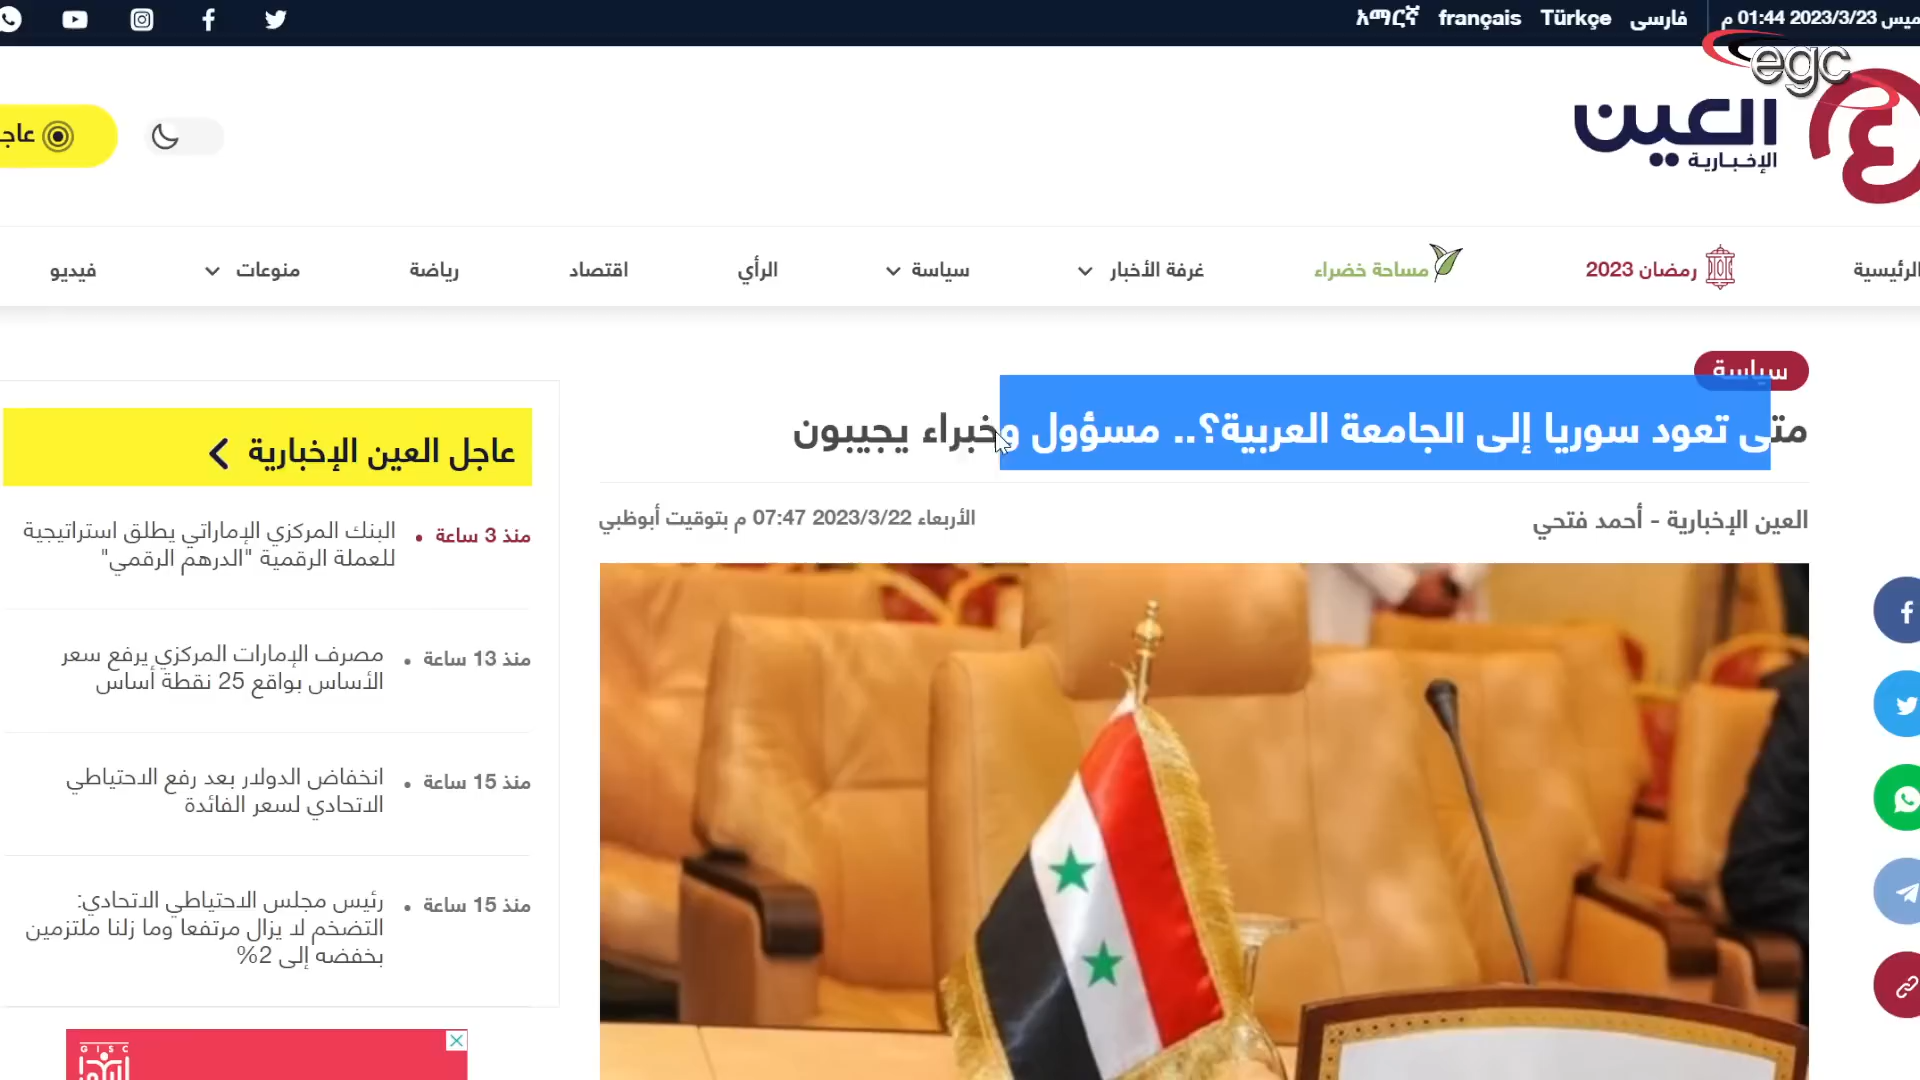 فارسی Türkçe français አማርኛ
2023/3/23 01:44 م
egc
العين
الإخبارية
الرئيسية
رمضان 2023
مساحة خضراء
غرفة الأخبار
سياسة
الرأي
اقتصاد
رياضة
منوعات
فيديو
سياسة
متى تعود سوريا إلى الجامعة العربية؟.. مسؤول وخبراء يجيبون
العين الإخبارية - أحمد فتحي
الأربعاء 2023/3/22 07:47 م بتوقيت أبوظبي
عاجل العين الإخبارية
منذ 3 ساعة
البنك المركزي الإماراتي يطلق استراتيجية
للعملة الرقمية "الدرهم الرقمي"
منذ 13 ساعة
مصرف الإمارات المركزي يرفع سعر
الأساس بواقع 25 نقطة أساس
منذ 15 ساعة
انخفاض الدولار بعد رفع الاحتياطي
الاتحادي لسعر الفائدة
منذ 15 ساعة
رئيس مجلس الاحتياطي الاتحادي:
التضخم لا يزال مرتفعا وما زلنا ملتزمين
بخفضه إلى 2%
GISC